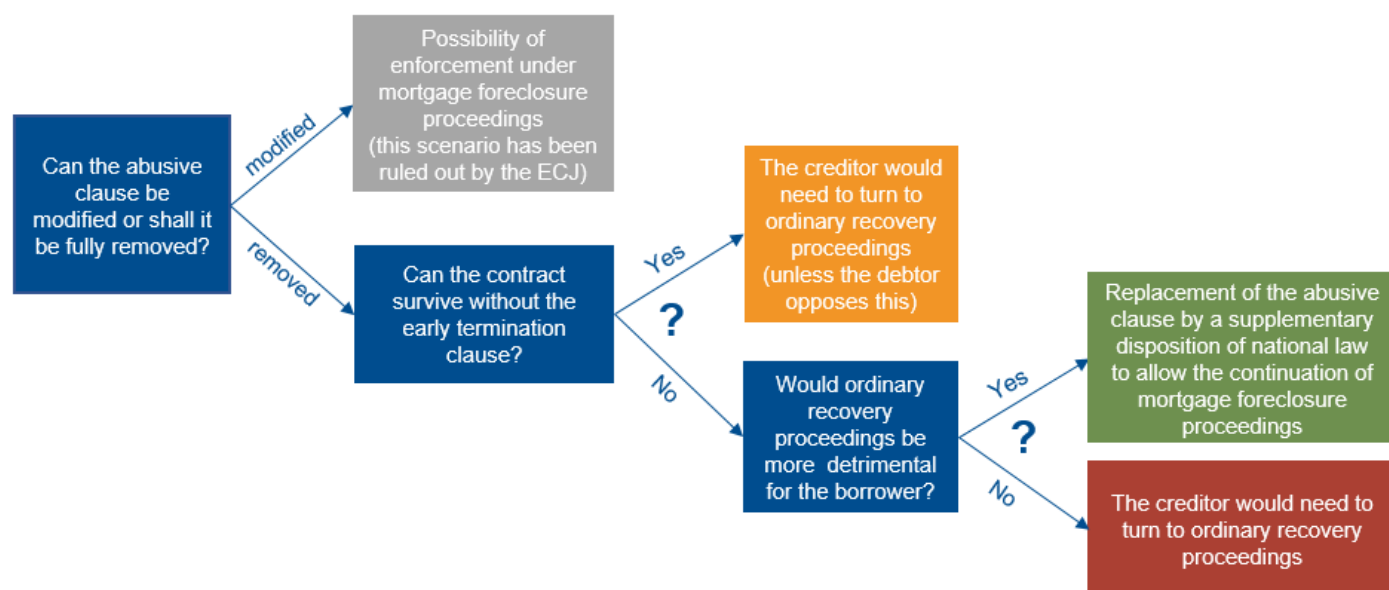 Can the abusive
clause be
modified or shall it
be fully removed?
modified
removed
Possibility of
enforcement under
mortgage foreclosure
proceedings
(this scenario has been
ruled out by the ECJ)
Can the contract
survive without the
early termination
clause?
Yes
?
No
The creditor would
need to turn to
ordinary recovery
proceedings
(unless the debtor
opposes this)
Would ordinary
recovery
proceedings be
more detrimental
for the borrower?
Yes
?
No
Replacement of the abusive
clause by a supplementary
disposition of national law
to allow the continuation of
mortgage foreclosure
proceedings
The creditor would need to
turn to ordinary recovery
proceedings